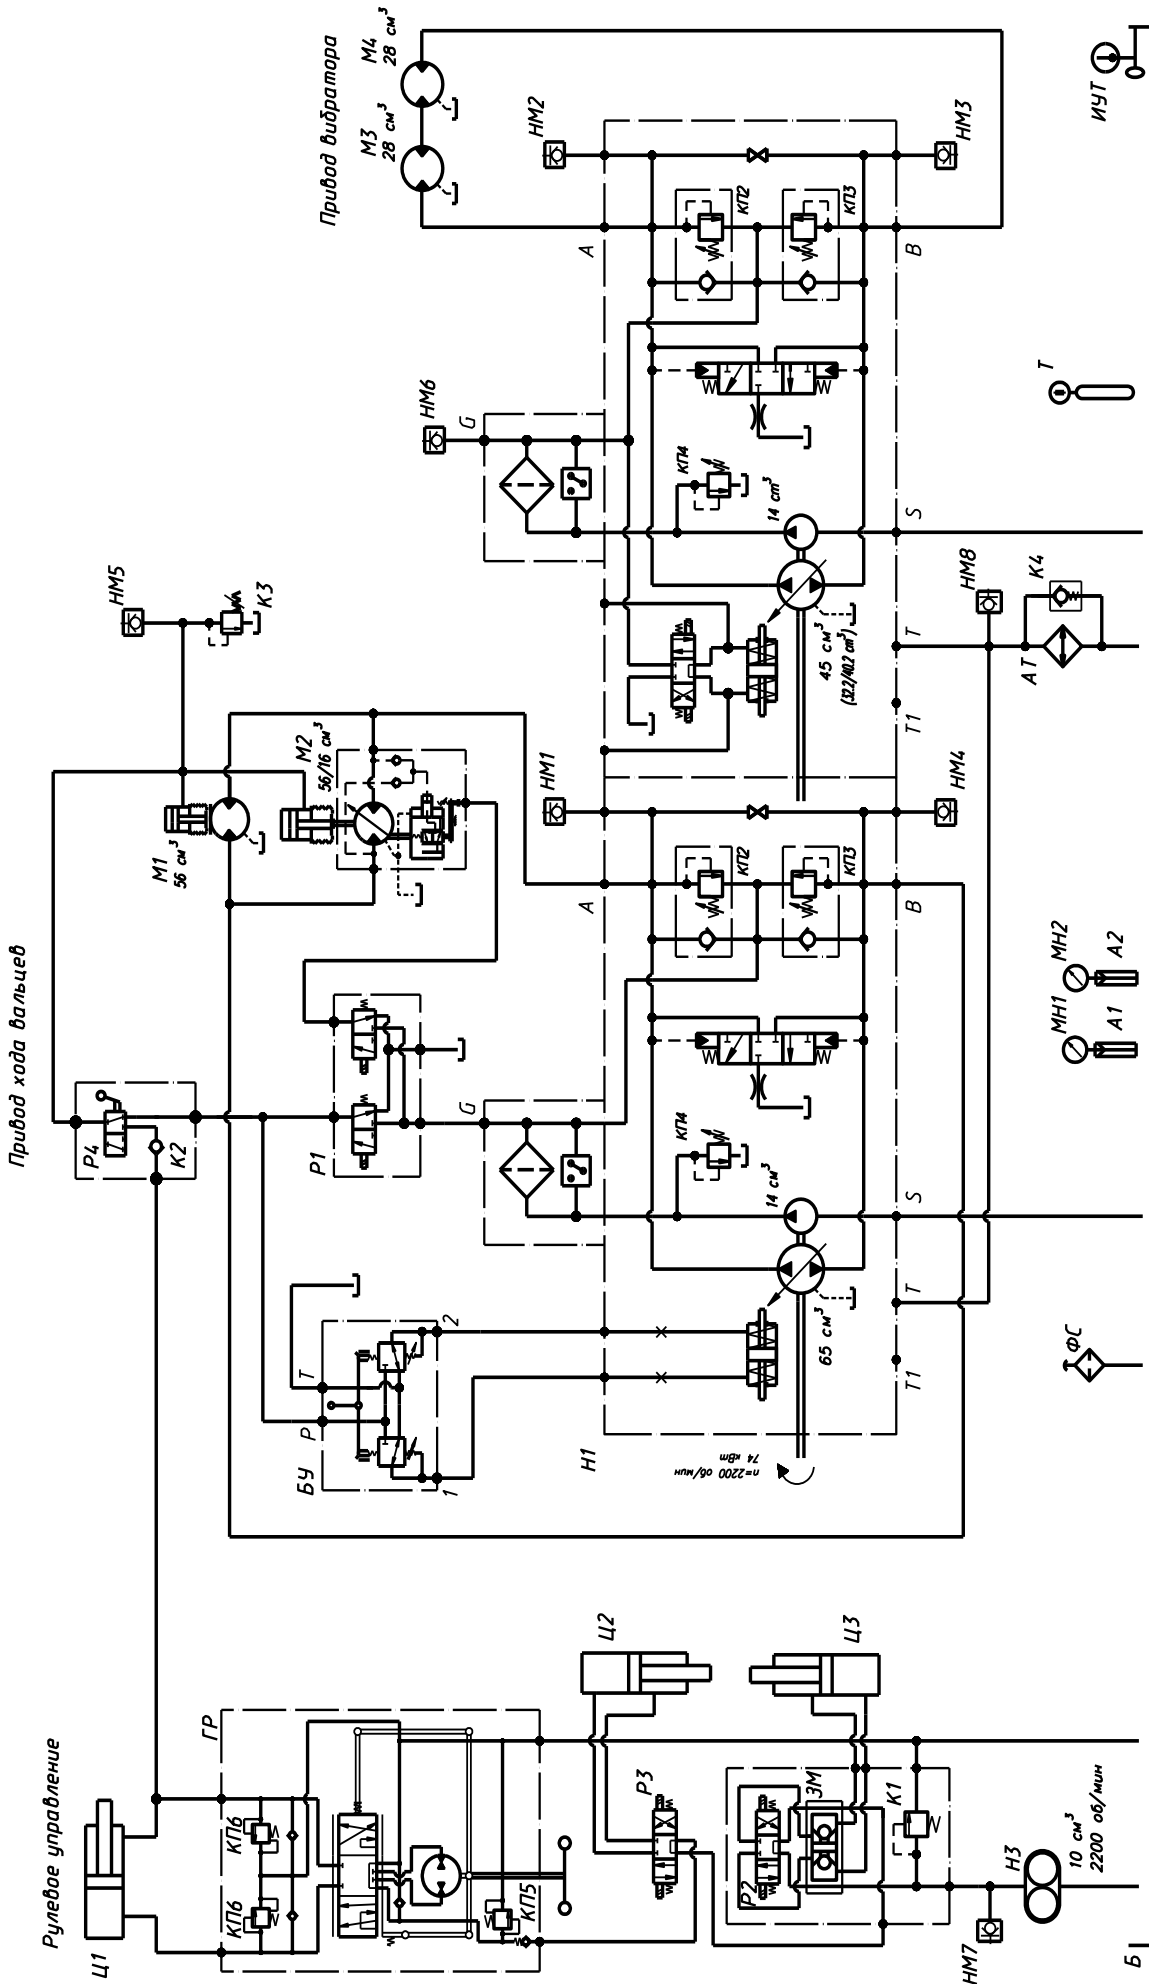 Рулевое управление
Ц1
КП6
КП6
ГР
КП5
Ц2
Р3
Ц3
Р2
ЗМ
К1
НМ7
Н3
10 см³
2200 об/мин
Б
Привод хода вальцев
Р4
К2
Р1
М1
56 см³
М2
56/16 см³
НМ5
К3
БУ
Р
Т
1
2
Н1
n=2200 об/мин
74 кВт
G
КП4
14 см³
65 см³
А
В
КП2
КП3
НМ1
НМ4
S
Т
Т1
ФС
МН1
МН2
А1
А2
Привод вибратора
М3
28 см³
М4
28 см³
НМ6
G
КП4
14 cm³
45 см³
(32.2/40.2 cm³)
А
В
КП2
КП3
НМ2
НМ3
S
Т
Т1
НМ8
К4
АТ
Т
ИУТ